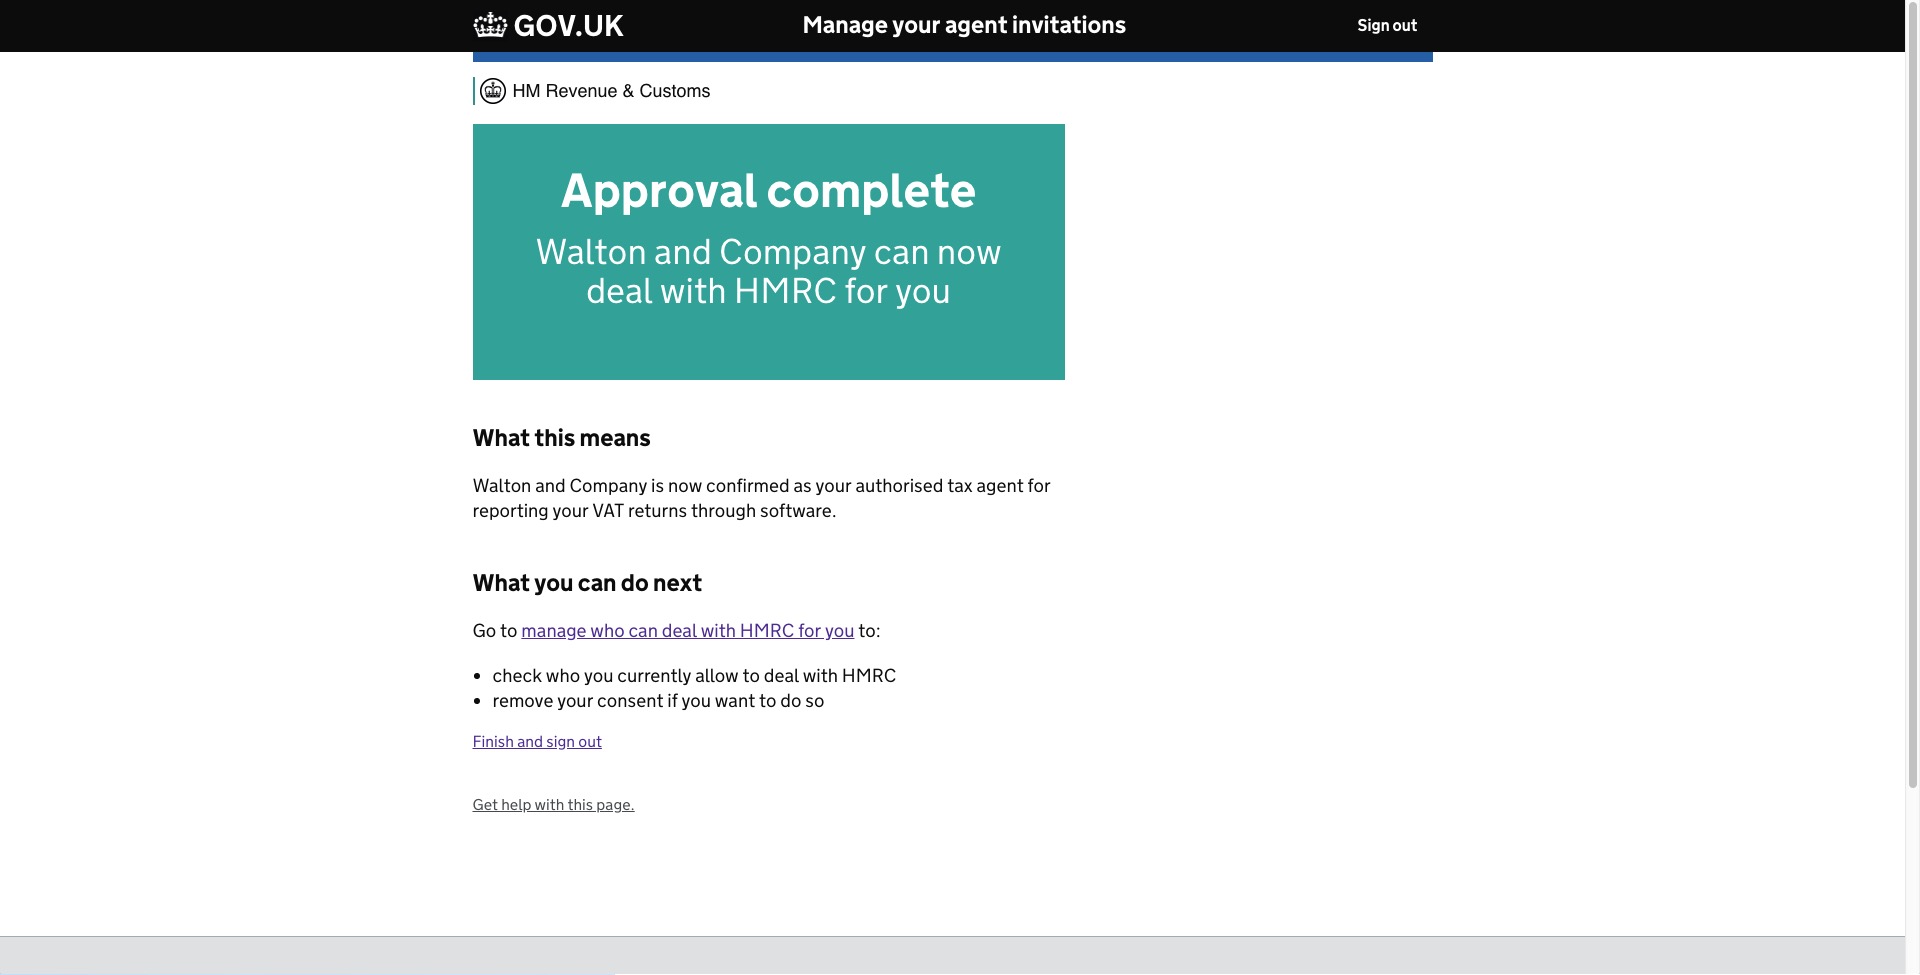 GOV.UK
Manage your agent invitations
Sign out
HM Revenue & Customs
Approval complete
Walton and Company can now
deal with HMRC for you
What this means
Walton and Company is now confirmed as your authorised tax agent for
reporting your VAT returns through software.
What you can do next
Go to manage who can deal with HMRC for you to:
• check who you currently allow to deal with HMRC
• remove your consent if you want to do so
Finish and sign out
Get help with this page.